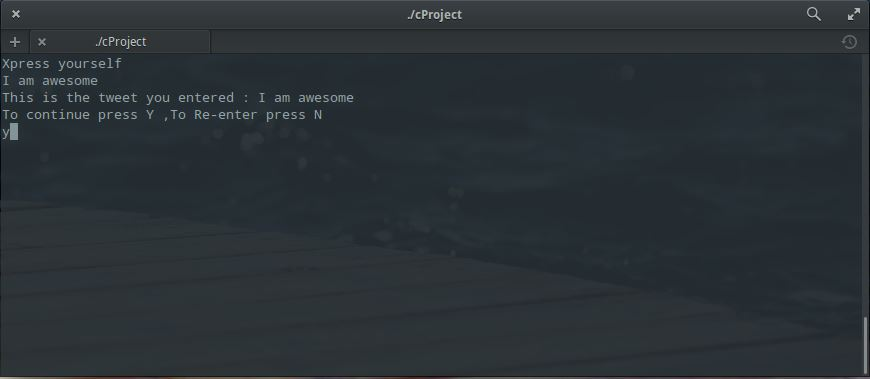 ./cProject
./cProject
Xpress yourself
I am awesome
This is the tweet you entered : I am awesome
To continue press Y ,To Re-enter press N
y